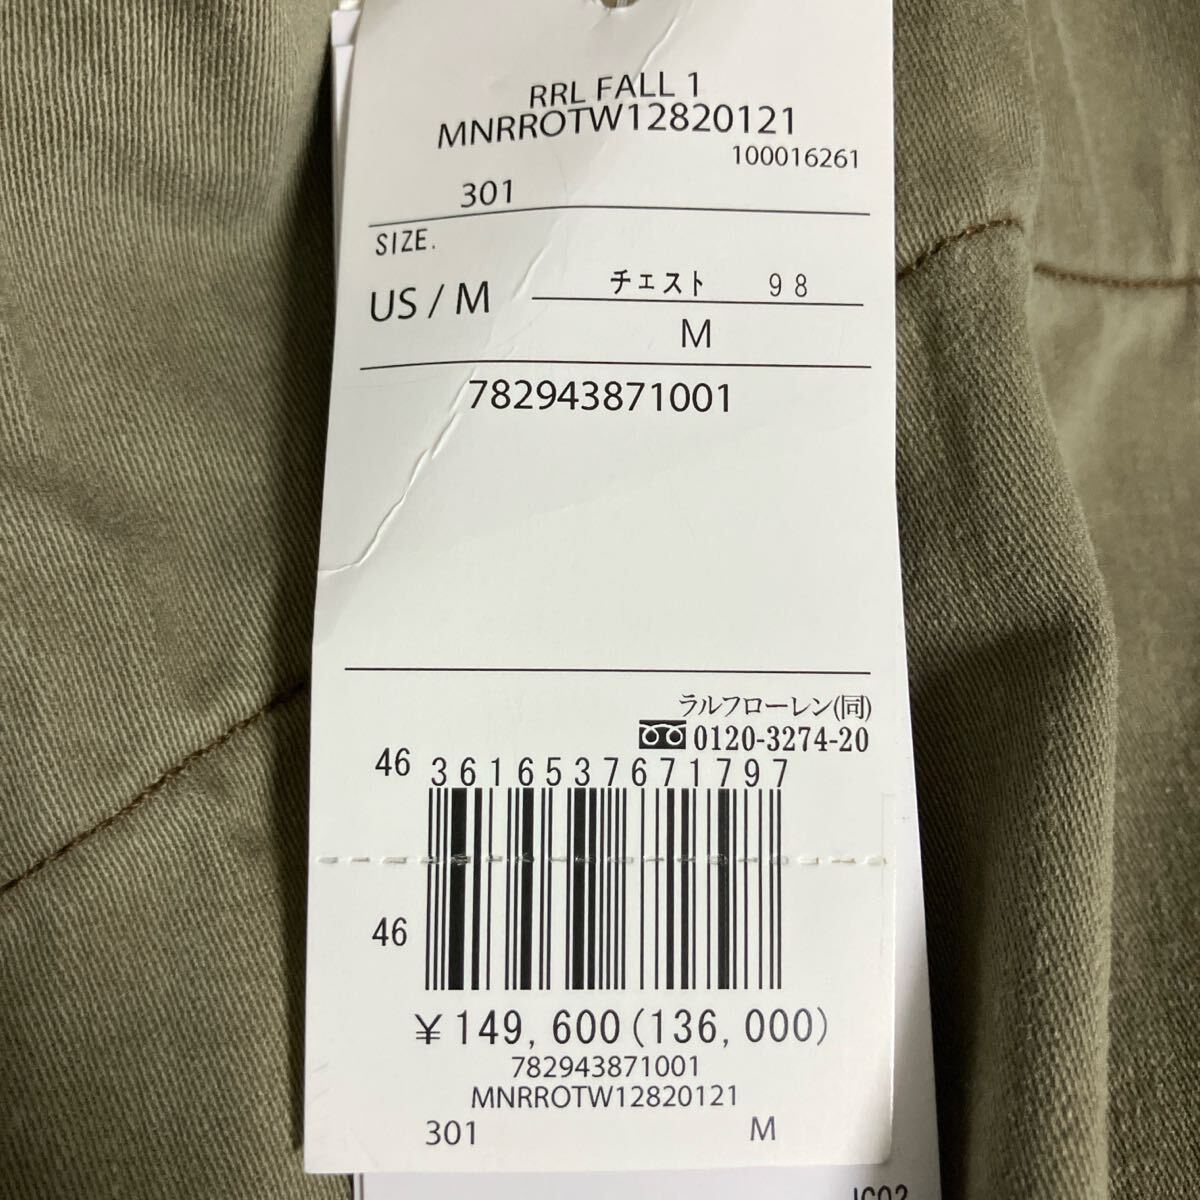 RRL FALL 1
MNRROTW12820121
100016261
301
SIZE.
US / M
チェスト 98
M
782943871001
ラルフローレン(同)
0120-3274-20
46 3616537671797
46
¥ 149,600(136,000)
782943871001
MNRROTW12820121
301 M